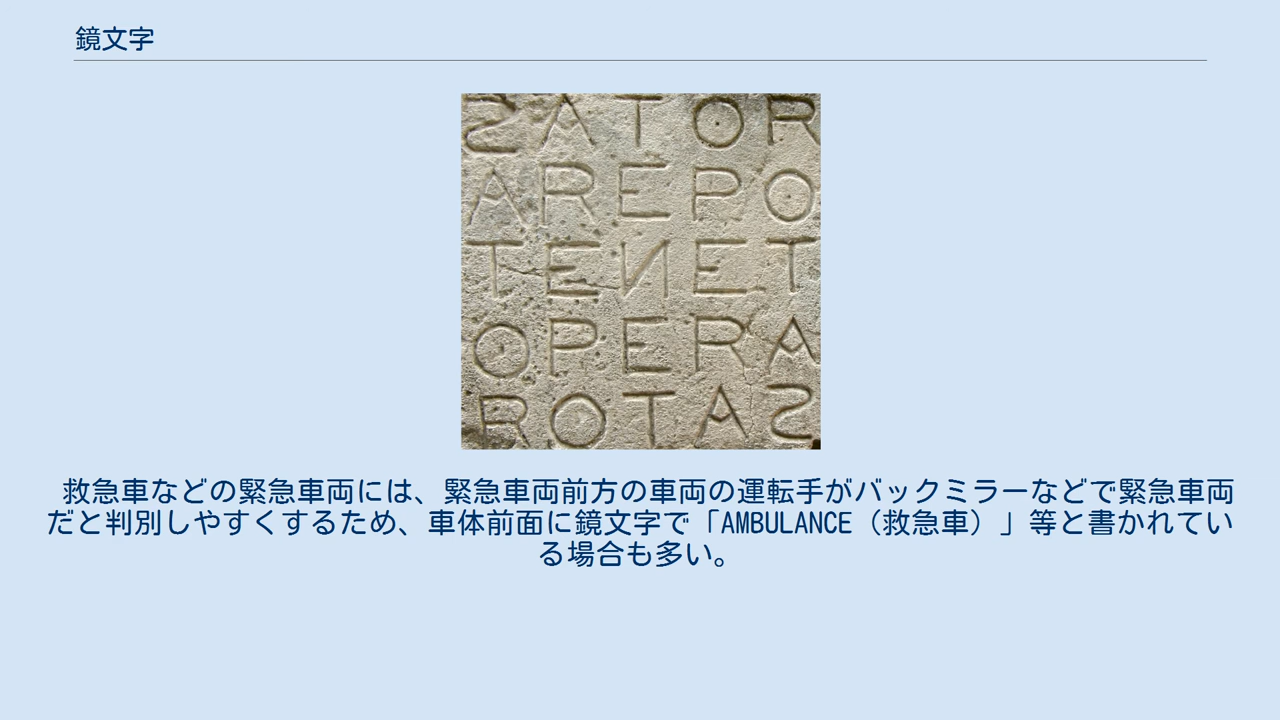 鏡文字
SATOR
AREPO
TENET
OPERA
ROTAS
救急車などの緊急車両には、緊急車両前方の車両の運転手がバックミラーなどで緊急車両
だと判別しやすくするため、車体前面に鏡文字で「AMBULANCE（救急車）」等と書かれてい
る場合も多い。